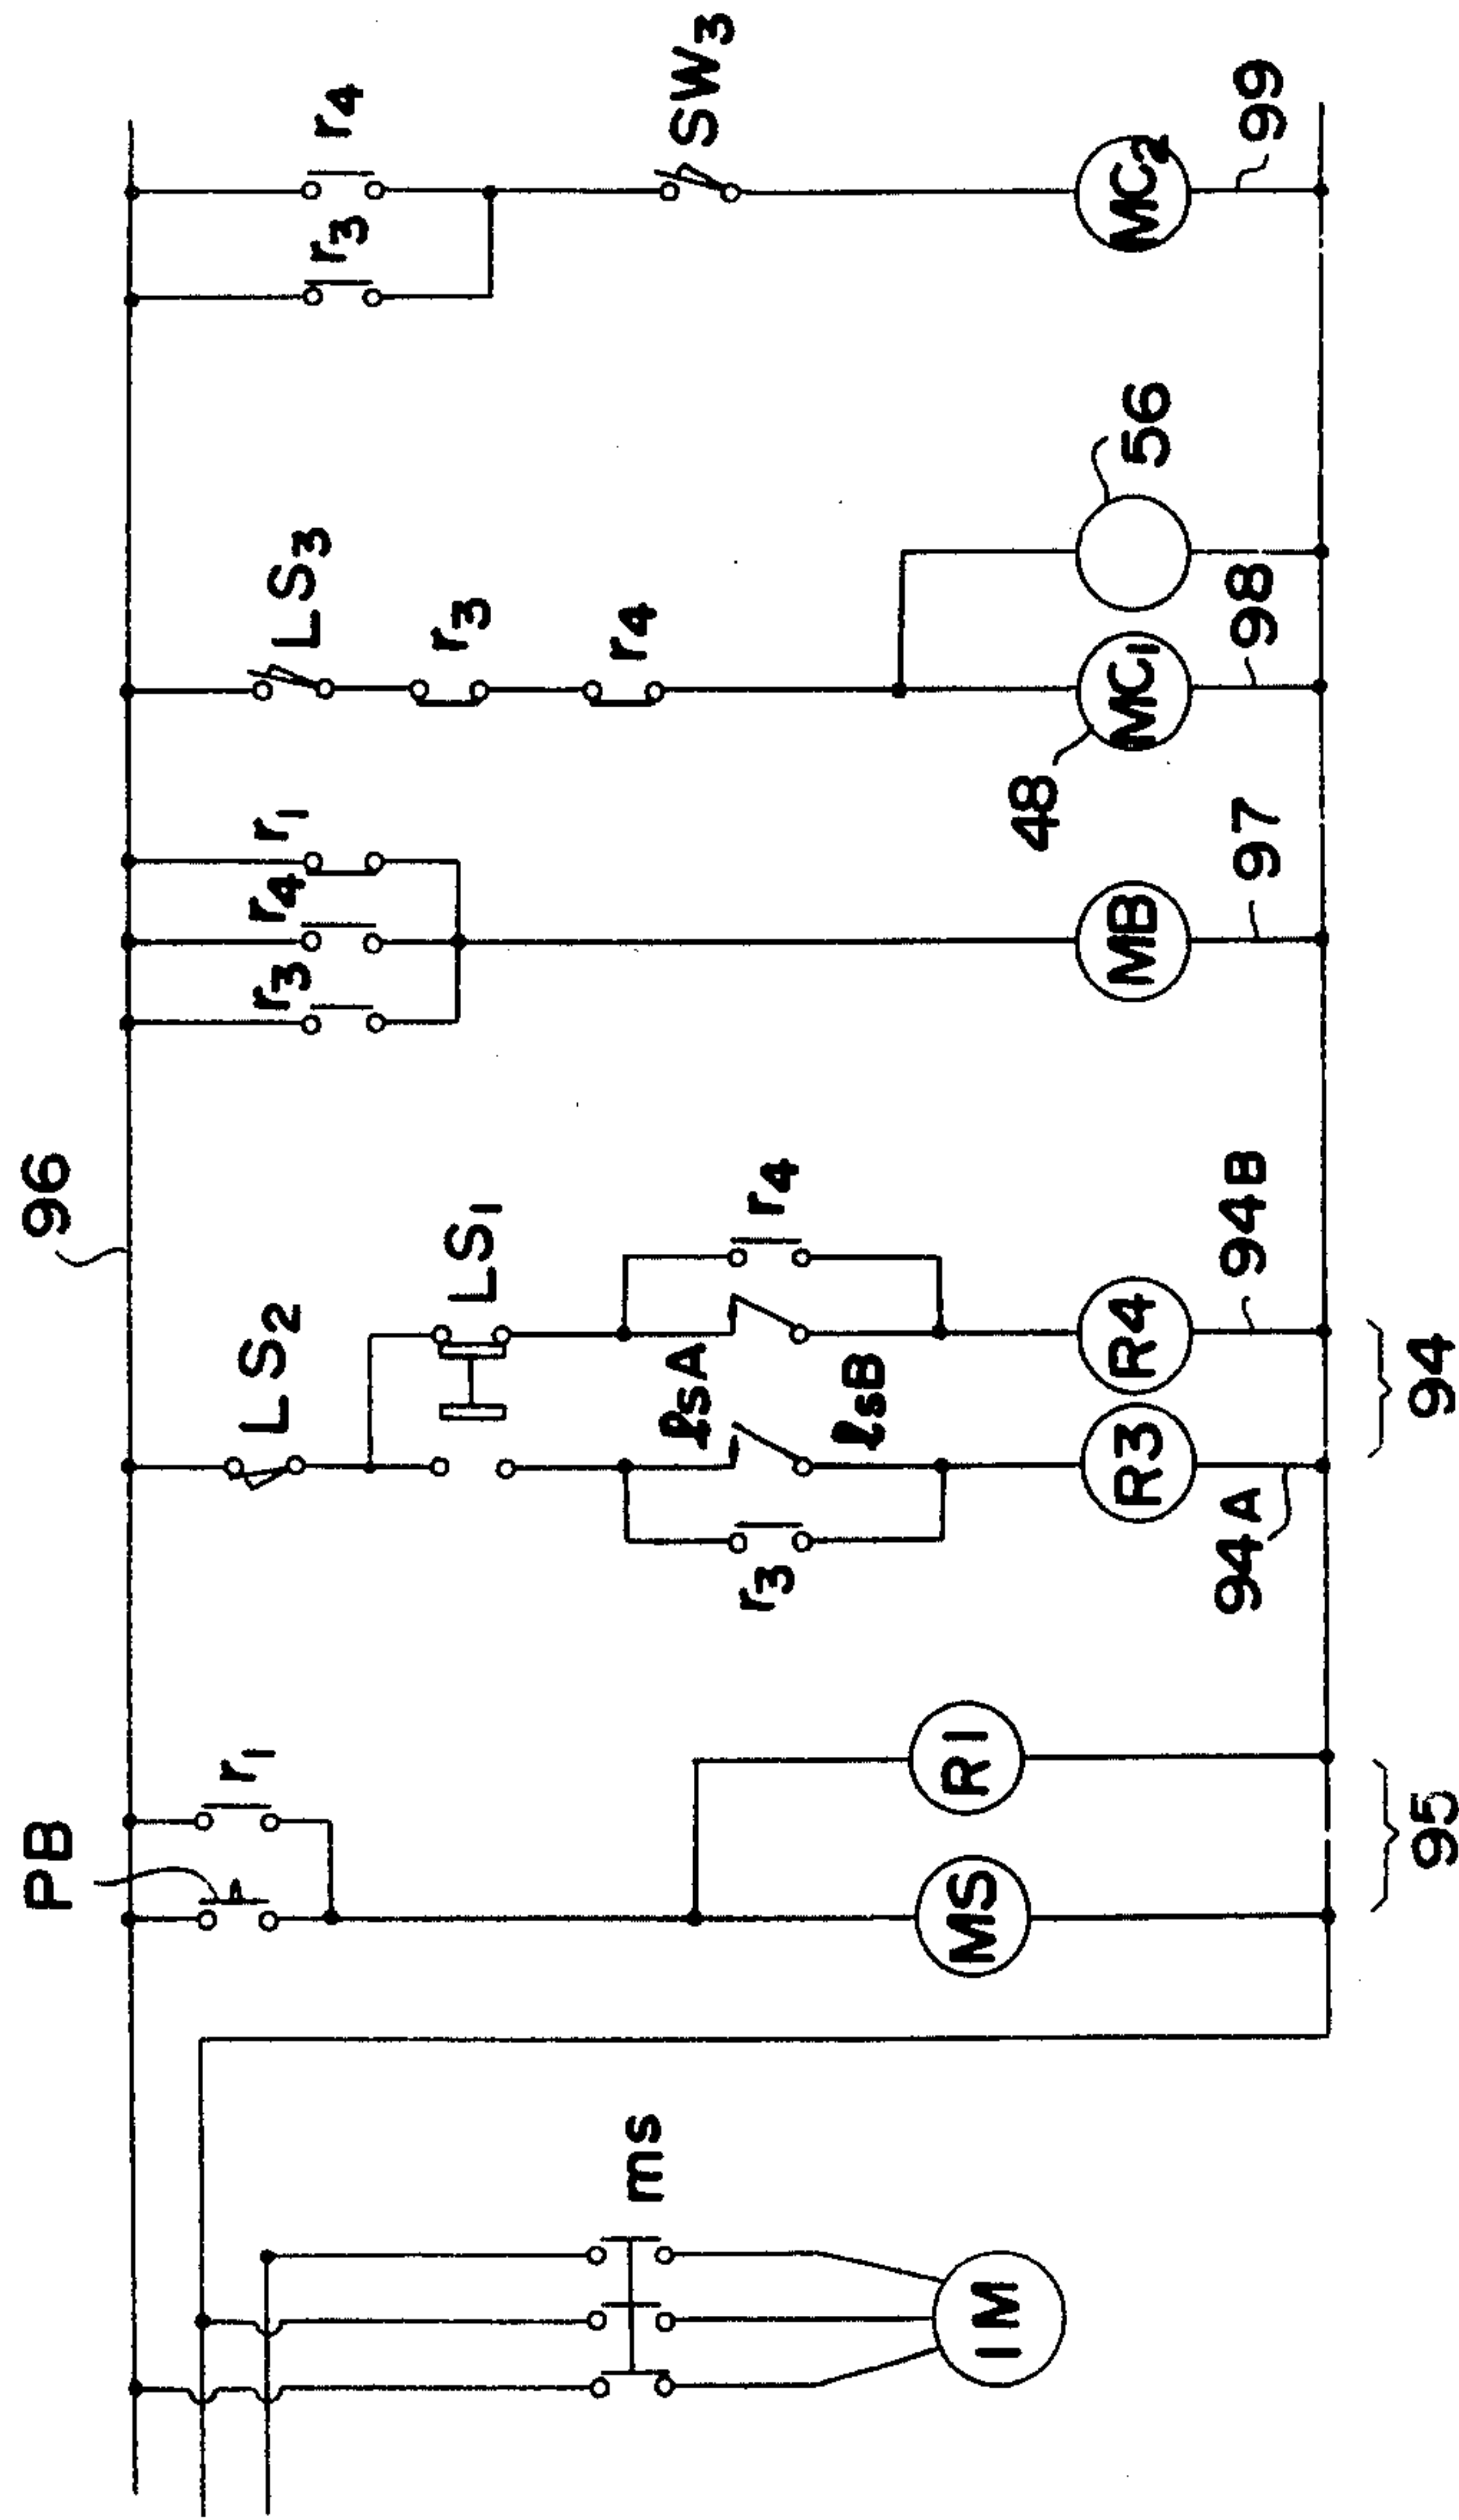 96
PB
r1
LS2
LS1
r3
r4
r1
LS3
r3
r4
r3
r4
SW3
ms
ℓsA
ℓsB
r3
r4
48
56
IM
MS
R1
R3
R4
MB
MC1
MC2
94A
94B
97
98
99
95
94